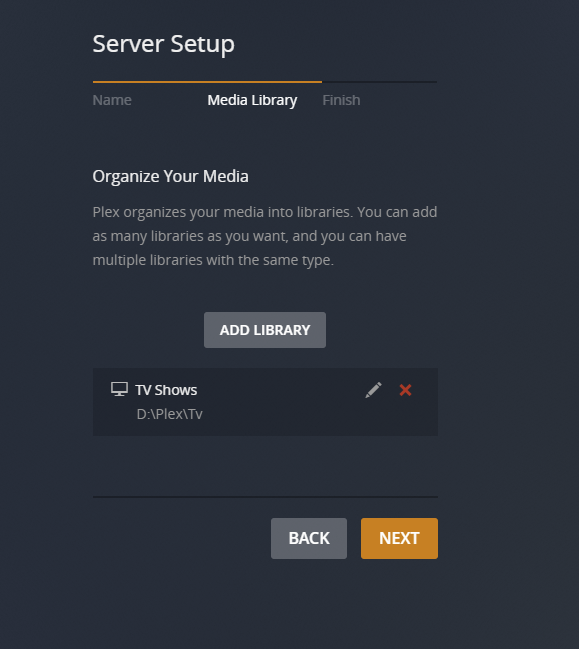 Server Setup
Name Media Library Finish
Organize Your Media
Plex organizes your media into libraries. You can add
as many libraries as you want, and you can have
multiple libraries with the same type.
ADD LIBRARY
TV Shows
D:\Plex\Tv
BACK NEXT